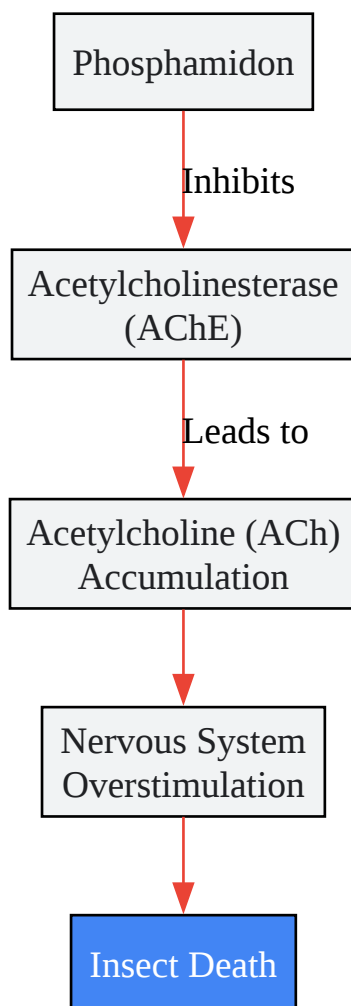 Phosphamidon
Inhibits
Acetylcholinesterase
(AChE)
Leads to
Acetylcholine (ACh)
Accumulation
Nervous System
Overstimulation
Insect Death